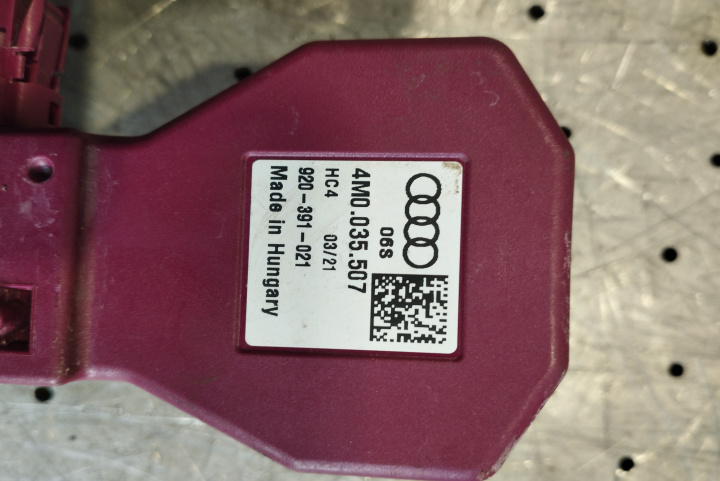 06S
4M0.035.507
HC4 03/21
920-391-021
Made in Hungary